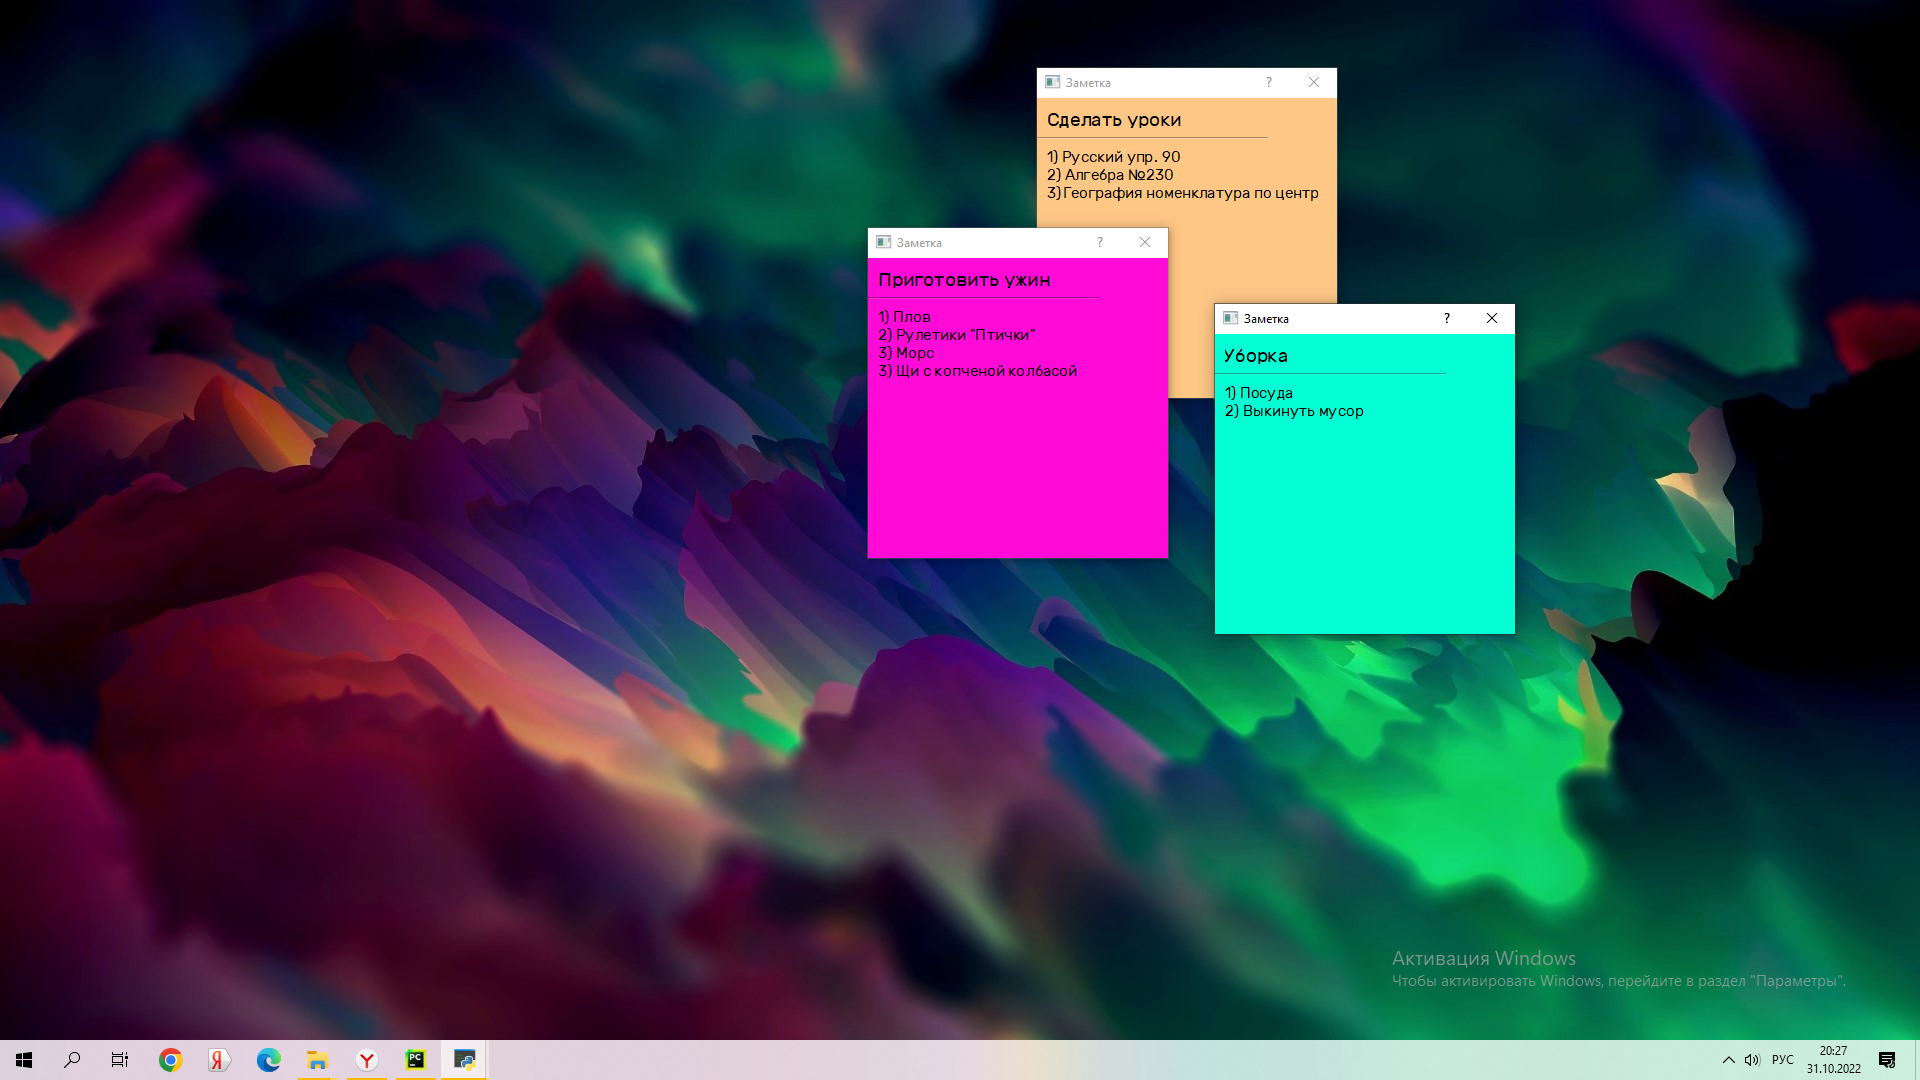 Заметка ?
Сделать уроки
1) Русский упр. 90
2) Алгебра №230
3) География номенклатура по центр
Заметка ?
Приготовить ужин
1) Плов
2) Рулетики "Птички"
3) Морс
3) Щи с копченой колбасой
Заметка ?
Уборка
1) Посуда
2) Выкинуть мусор
Активация Windows
Чтобы активировать Windows, перейдите в раздел "Параметры".
Я
Y
PC
РУС
20:27
31.10.2022